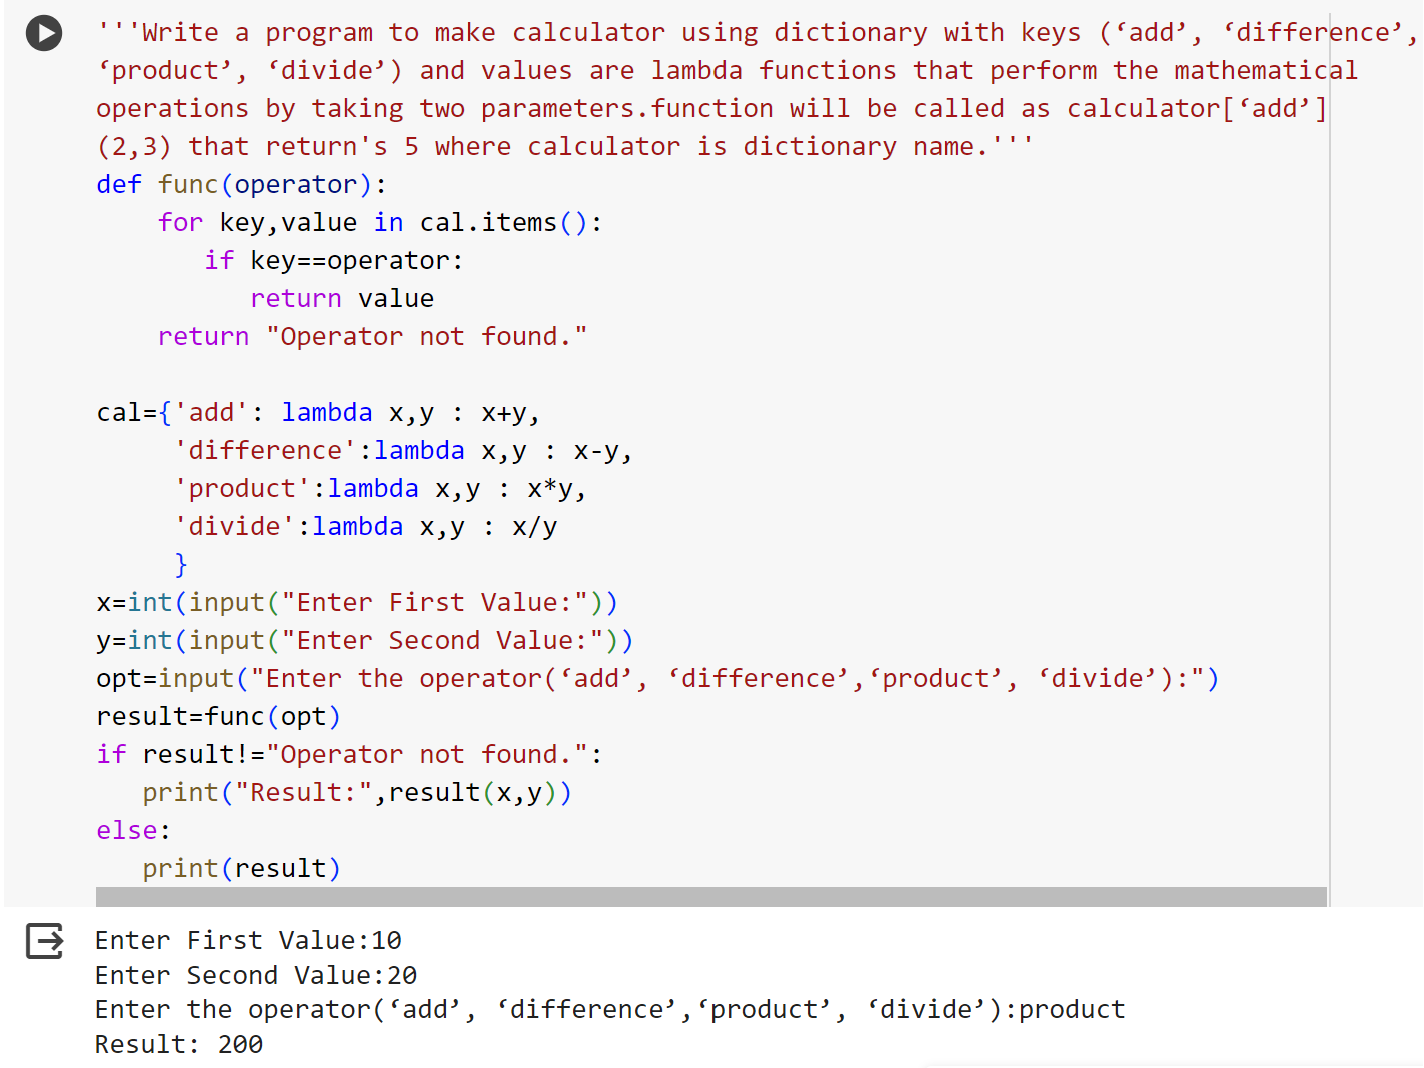 '''Write a program to make calculator using dictionary with keys (‘add’, ‘difference’,
‘product’, ‘divide’) and values are lambda functions that perform the mathematical
operations by taking two parameters.function will be called as calculator[‘add’]
(2,3) that return's 5 where calculator is dictionary name.'''
def func(operator):
    for key,value in cal.items():
       if key==operator:
          return value
    return "Operator not found."

cal={'add': lambda x,y : x+y,
     'difference':lambda x,y : x-y,
     'product':lambda x,y : x*y,
     'divide':lambda x,y : x/y
     }
x=int(input("Enter First Value:"))
y=int(input("Enter Second Value:"))
opt=input("Enter the operator(‘add’, ‘difference’,‘product’, ‘divide’):")
result=func(opt)
if result!="Operator not found.":
   print("Result:",result(x,y))
else:
   print(result)
Enter First Value:10
Enter Second Value:20
Enter the operator(‘add’, ‘difference’,‘product’, ‘divide’):product
Result: 200